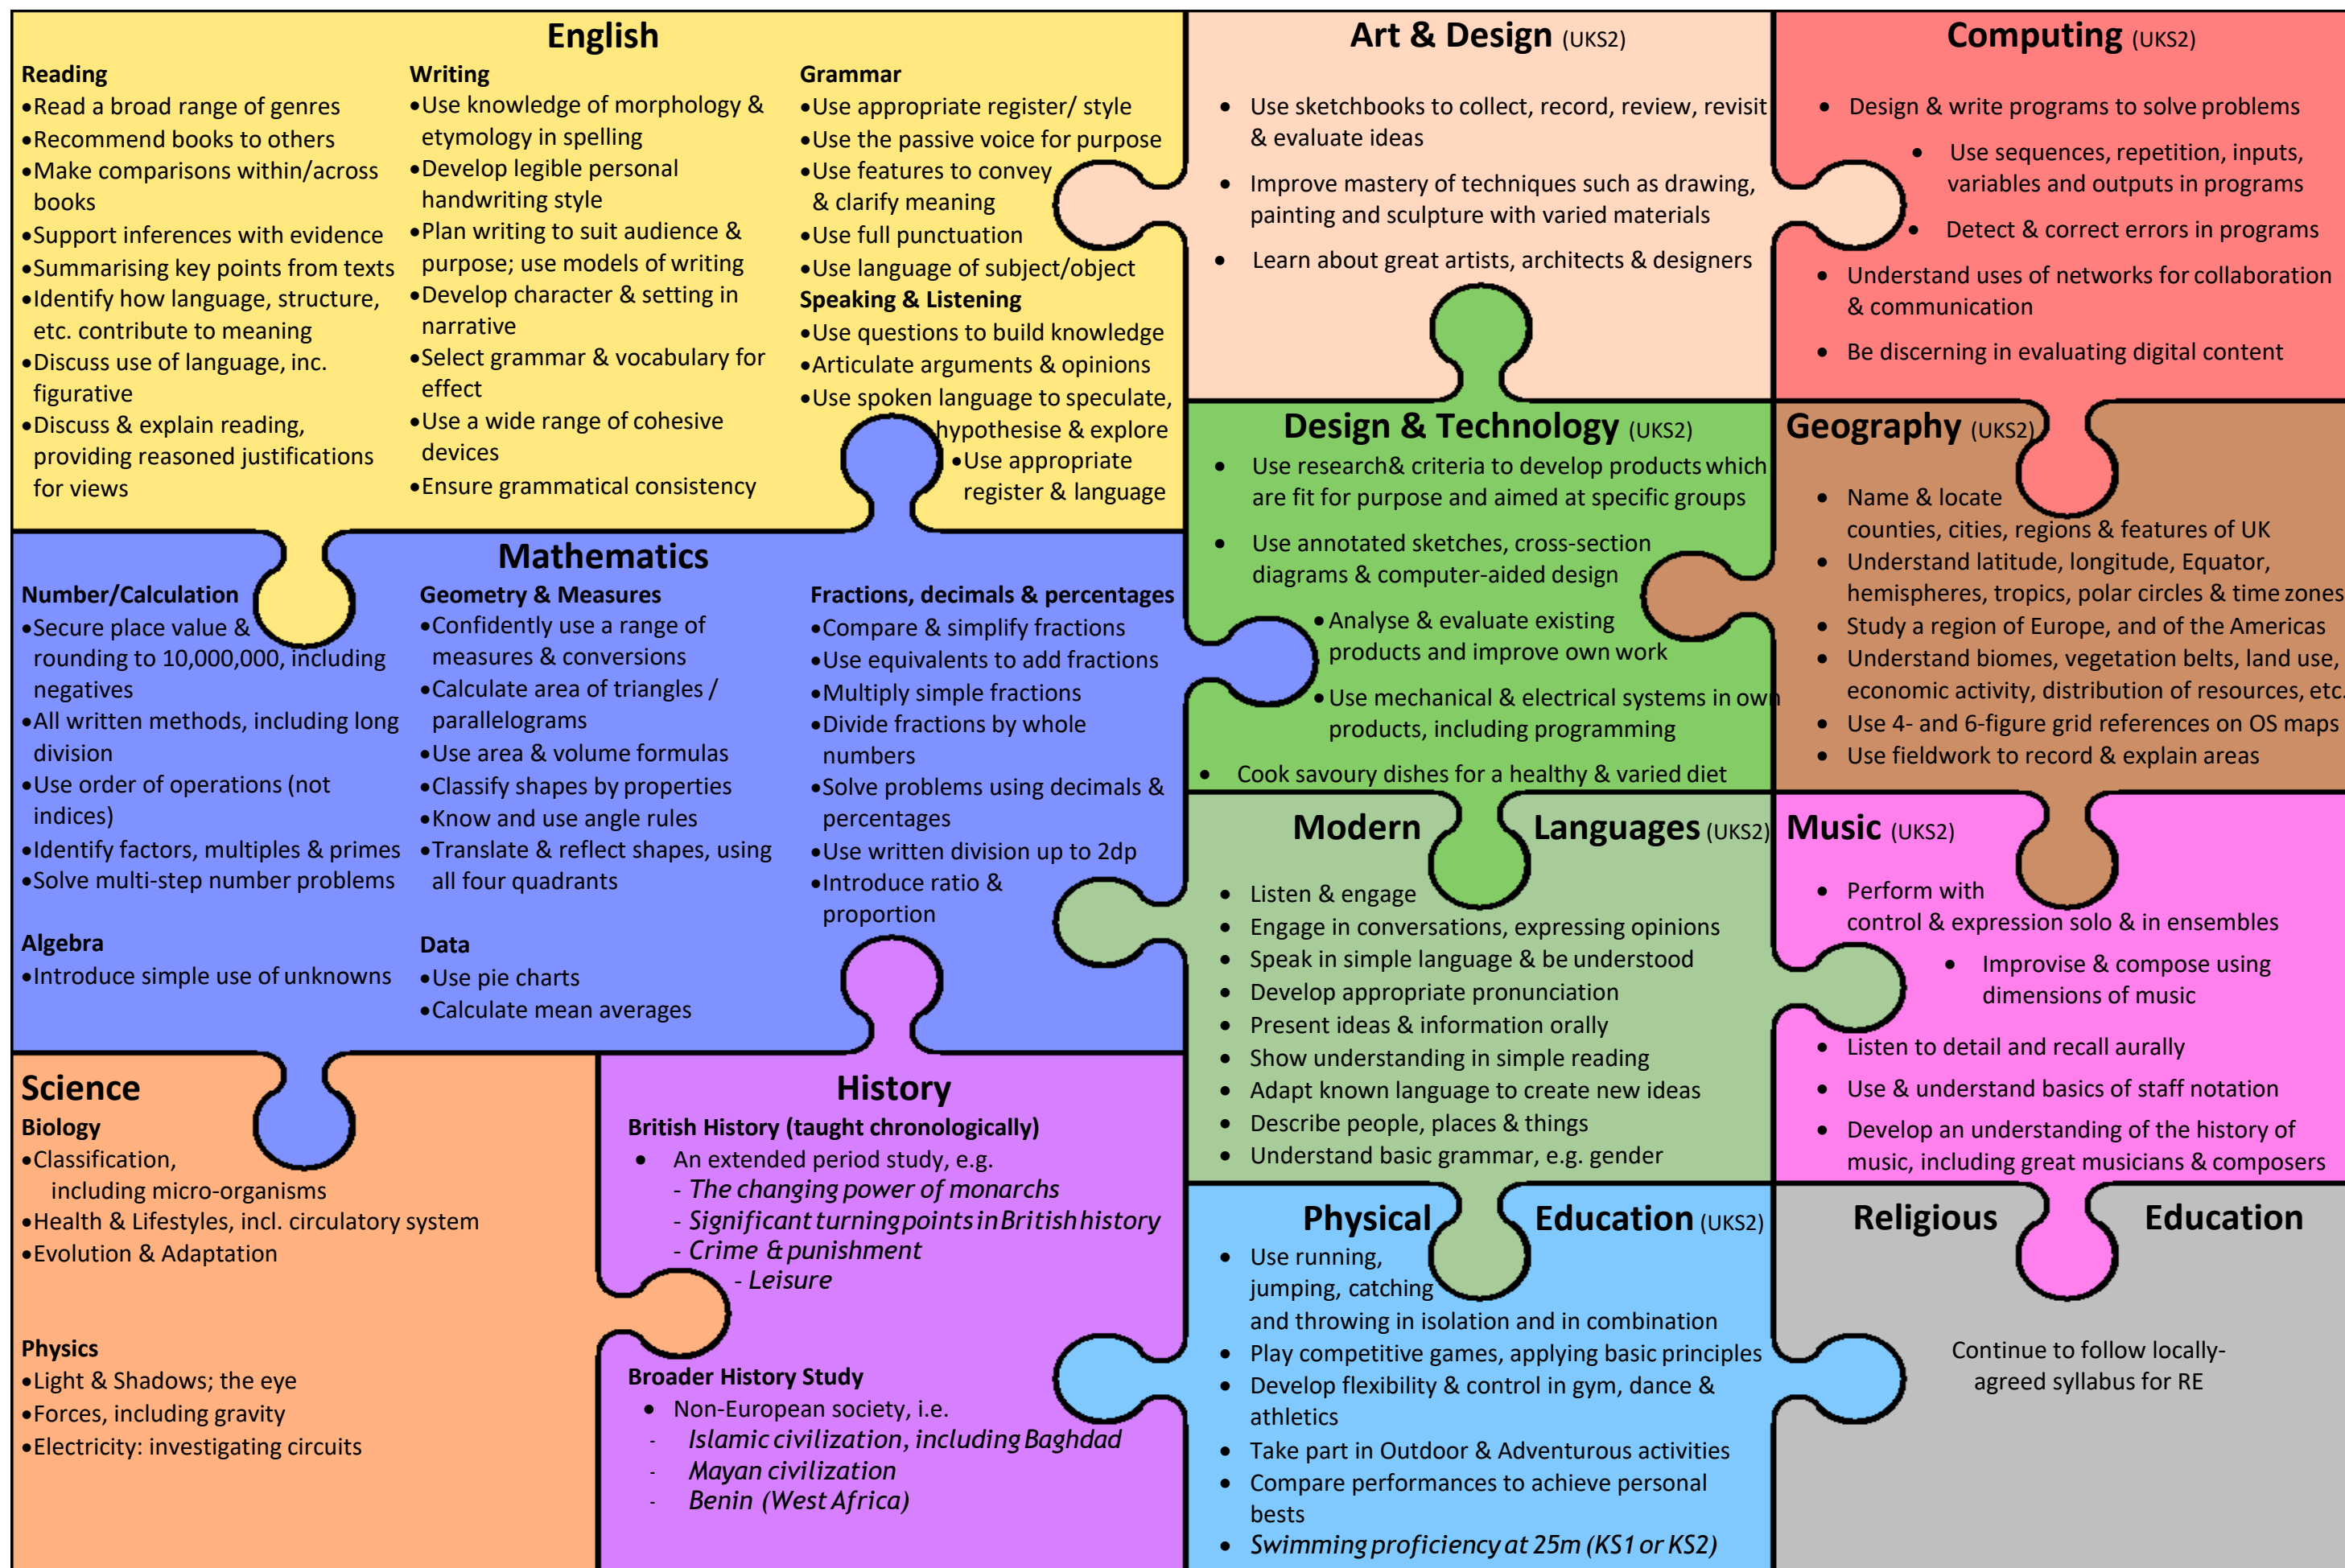 English
Reading
•Read a broad range of genres
•Recommend books to others
•Make comparisons within/across
books
•Support inferences with evidence
•Summarising key points from texts
•Identify how language, structure,
etc. contribute to meaning
•Discuss use of language, inc.
figurative
•Discuss & explain reading,
providing reasoned justifications
for views
Writing
•Use knowledge of morphology &
etymology in spelling
•Develop legible personal
handwriting style
•Plan writing to suit audience &
purpose; use models of writing
•Develop character & setting in
narrative
•Select grammar & vocabulary for
effect
•Use a wide range of cohesive
devices
•Ensure grammatical consistency
Grammar
•Use appropriate register/ style
•Use the passive voice for purpose
•Use features to convey
& clarify meaning
•Use full punctuation
•Use language of subject/object
Speaking & Listening
•Use questions to build knowledge
•Articulate arguments & opinions
•Use spoken language to speculate,
hypothesise & explore
•Use appropriate
register & language
Art & Design (UKS2)
• Use sketchbooks to collect, record, review, revisit
& evaluate ideas
• Improve mastery of techniques such as drawing,
painting and sculpture with varied materials
• Learn about great artists, architects & designers
Computing (UKS2)
• Design & write programs to solve problems
• Use sequences, repetition, inputs,
variables and outputs in programs
• Detect & correct errors in programs
• Understand uses of networks for collaboration
& communication
• Be discerning in evaluating digital content
Mathematics
Number/Calculation
•Secure place value &
rounding to 10,000,000, including
negatives
•All written methods, including long
division
•Use order of operations (not
indices)
•Identify factors, multiples & primes
•Solve multi-step number problems
Algebra
•Introduce simple use of unknowns
Geometry & Measures
•Confidently use a range of
measures & conversions
•Calculate area of triangles /
parallelograms
•Use area & volume formulas
•Classify shapes by properties
•Know and use angle rules
•Translate & reflect shapes, using
all four quadrants
Data
•Use pie charts
•Calculate mean averages
Fractions, decimals & percentages
•Compare & simplify fractions
•Use equivalents to add fractions
•Multiply simple fractions
•Divide fractions by whole
numbers
•Solve problems using decimals &
percentages
•Use written division up to 2dp
•Introduce ratio &
proportion
Design & Technology (UKS2)
• Use research& criteria to develop products which
are fit for purpose and aimed at specific groups
• Use annotated sketches, cross-section
diagrams & computer-aided design
• Analyse & evaluate existing
products and improve own work
• Use mechanical & electrical systems in own
products, including programming
• Cook savoury dishes for a healthy & varied diet
Geography (UKS2)
• Name & locate
counties, cities, regions & features of UK
• Understand latitude, longitude, Equator,
hemispheres, tropics, polar circles & time zones
• Study a region of Europe, and of the Americas
• Understand biomes, vegetation belts, land use,
economic activity, distribution of resources, etc.
• Use 4- and 6-figure grid references on OS maps
• Use fieldwork to record & explain areas
Modern Languages (UKS2)
• Listen & engage
• Engage in conversations, expressing opinions
• Speak in simple language & be understood
• Develop appropriate pronunciation
• Present ideas & information orally
• Show understanding in simple reading
• Adapt known language to create new ideas
• Describe people, places & things
• Understand basic grammar, e.g. gender
Music (UKS2)
• Perform with
control & expression solo & in ensembles
• Improvise & compose using
dimensions of music
• Listen to detail and recall aurally
• Use & understand basics of staff notation
• Develop an understanding of the history of
music, including great musicians & composers
Science
Biology
•Classification,
including micro-organisms
•Health & Lifestyles, incl. circulatory system
•Evolution & Adaptation
Physics
•Light & Shadows; the eye
•Forces, including gravity
•Electricity: investigating circuits
History
British History (taught chronologically)
• An extended period study, e.g.
- The changing power of monarchs
- Significant turning points in British history
- Crime & punishment
- Leisure
Broader History Study
• Non-European society, i.e.
- Islamic civilization, including Baghdad
- Mayan civilization
- Benin (West Africa)
Physical Education (UKS2)
• Use running,
jumping, catching
and throwing in isolation and in combination
• Play competitive games, applying basic principles
• Develop flexibility & control in gym, dance &
athletics
• Take part in Outdoor & Adventurous activities
• Compare performances to achieve personal
bests
• Swimming proficiency at 25m (KS1 or KS2)
Religious Education
Continue to follow locally-
agreed syllabus for RE